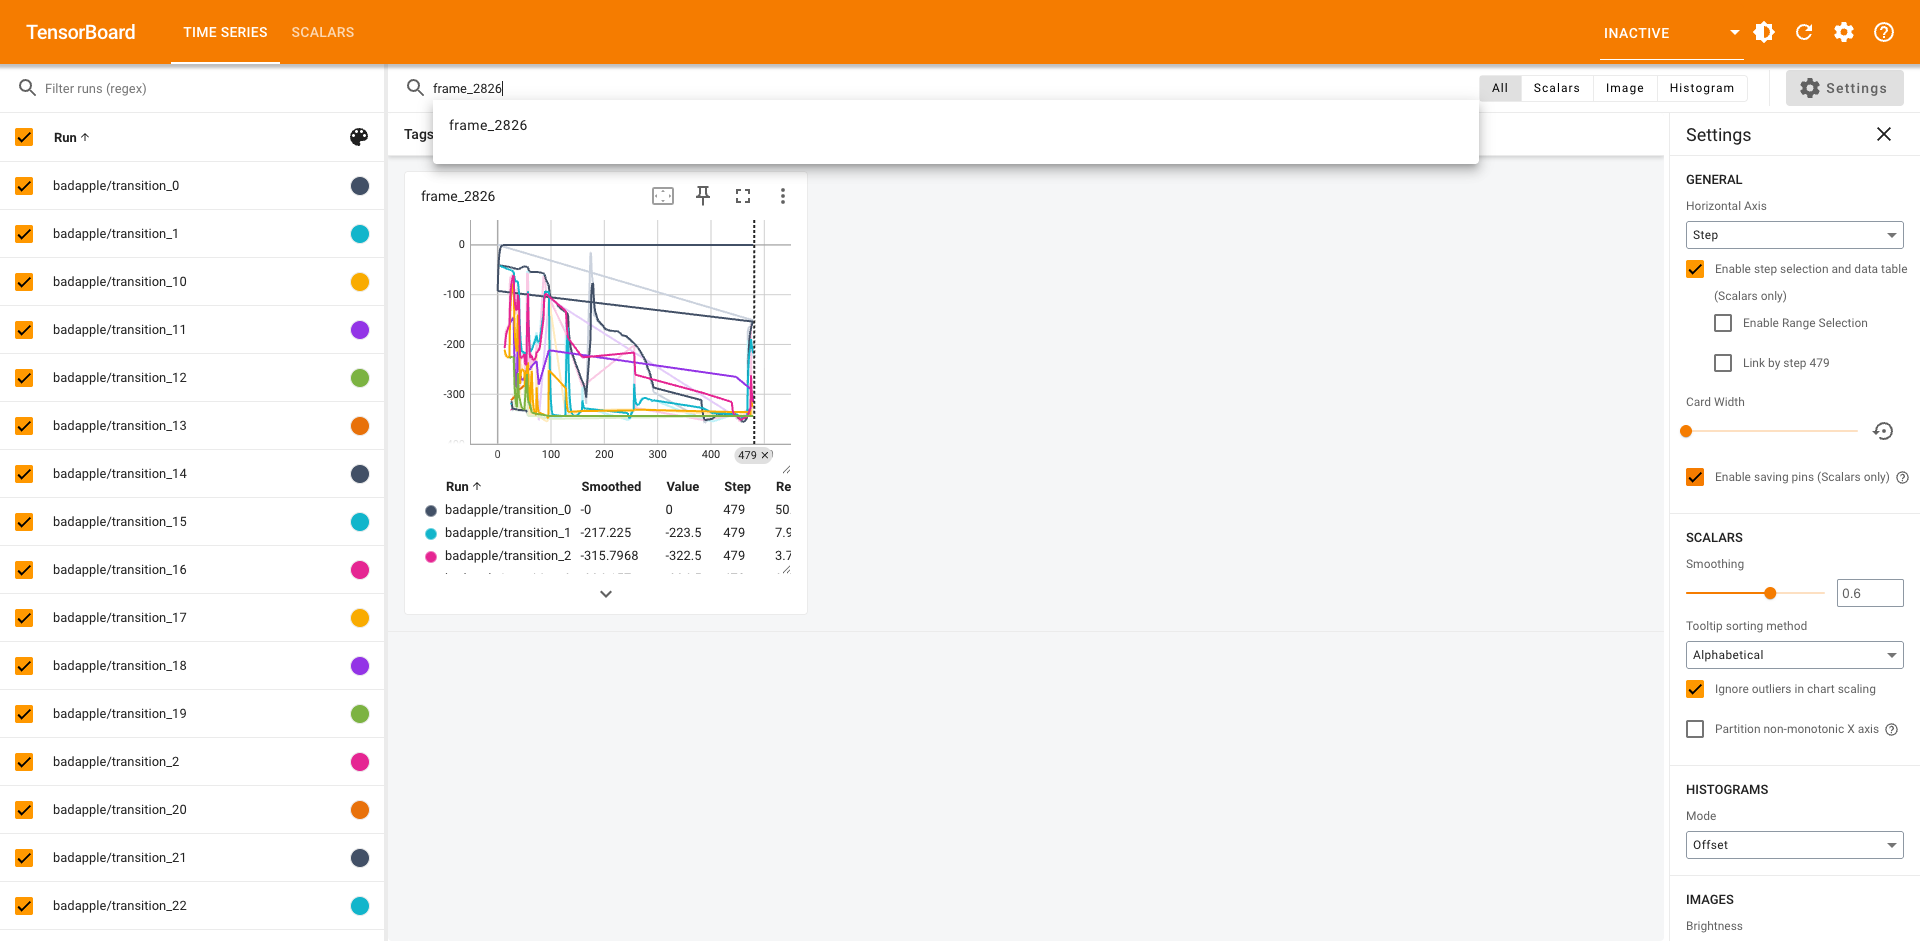 TensorBoard TIME SERIES SCALARS INACTIVE
Filter runs (regex)
frame_2826
All Scalars Image Histogram
Settings
frame_2826
Tags
Run
badapple/transition_0
badapple/transition_1
badapple/transition_10
badapple/transition_11
badapple/transition_12
badapple/transition_13
badapple/transition_14
badapple/transition_15
badapple/transition_16
badapple/transition_17
badapple/transition_18
badapple/transition_19
badapple/transition_2
badapple/transition_20
badapple/transition_21
badapple/transition_22
frame_2826
0
-100
-200
-300
0 100 200 300 400 479
Run Smoothed Value Step Re
badapple/transition_0 -0 0 479 50.
badapple/transition_1 -217.225 -223.5 479 7.9
badapple/transition_2 -315.7968 -322.5 479 3.7
Settings
GENERAL
Horizontal Axis
Step
Enable step selection and data table
(Scalars only)
Enable Range Selection
Link by step 479
Card Width
Enable saving pins (Scalars only)
SCALARS
Smoothing
0.6
Tooltip sorting method
Alphabetical
Ignore outliers in chart scaling
Partition non-monotonic X axis
HISTOGRAMS
Mode
Offset
IMAGES
Brightness